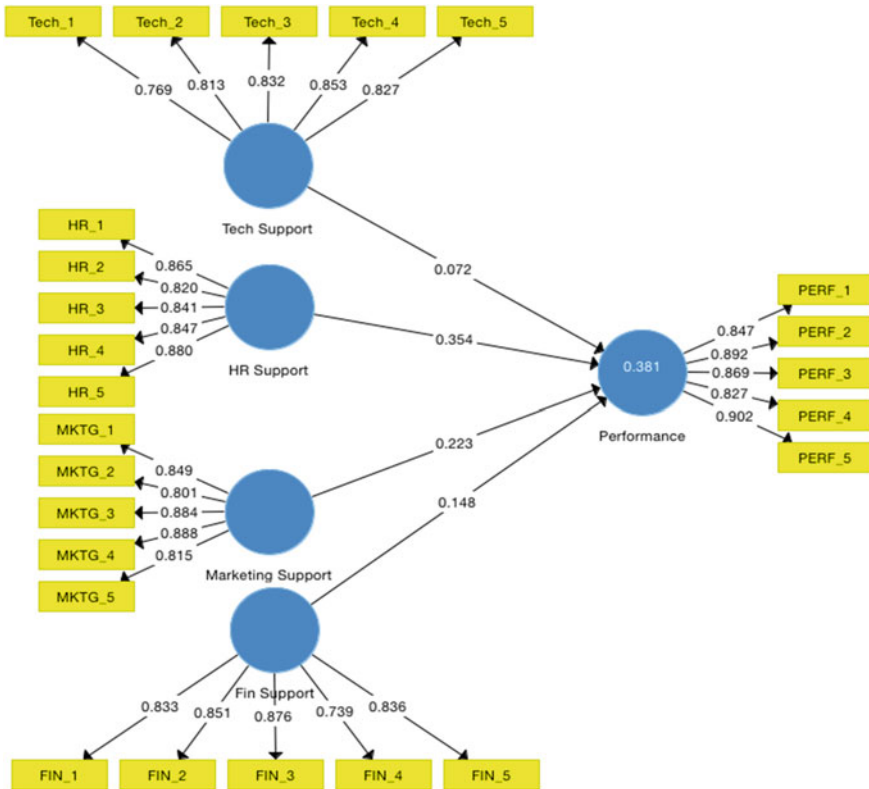 Tech_1
Tech_2
Tech_3
Tech_4
Tech_5
0.769
0.813
0.832
0.853
0.827
Tech Support
HR_1
HR_2
HR_3
HR_4
HR_5
0.865
0.820
0.841
0.847
0.880
HR Support
MKTG_1
MKTG_2
MKTG_3
MKTG_4
MKTG_5
0.849
0.801
0.884
0.888
0.815
Marketing Support
Fin Support
0.833
0.851
0.876
0.739
0.836
FIN_1
FIN_2
FIN_3
FIN_4
FIN_5
0.072
0.354
0.223
0.148
0.381
Performance
0.847
0.892
0.869
0.827
0.902
PERF_1
PERF_2
PERF_3
PERF_4
PERF_5